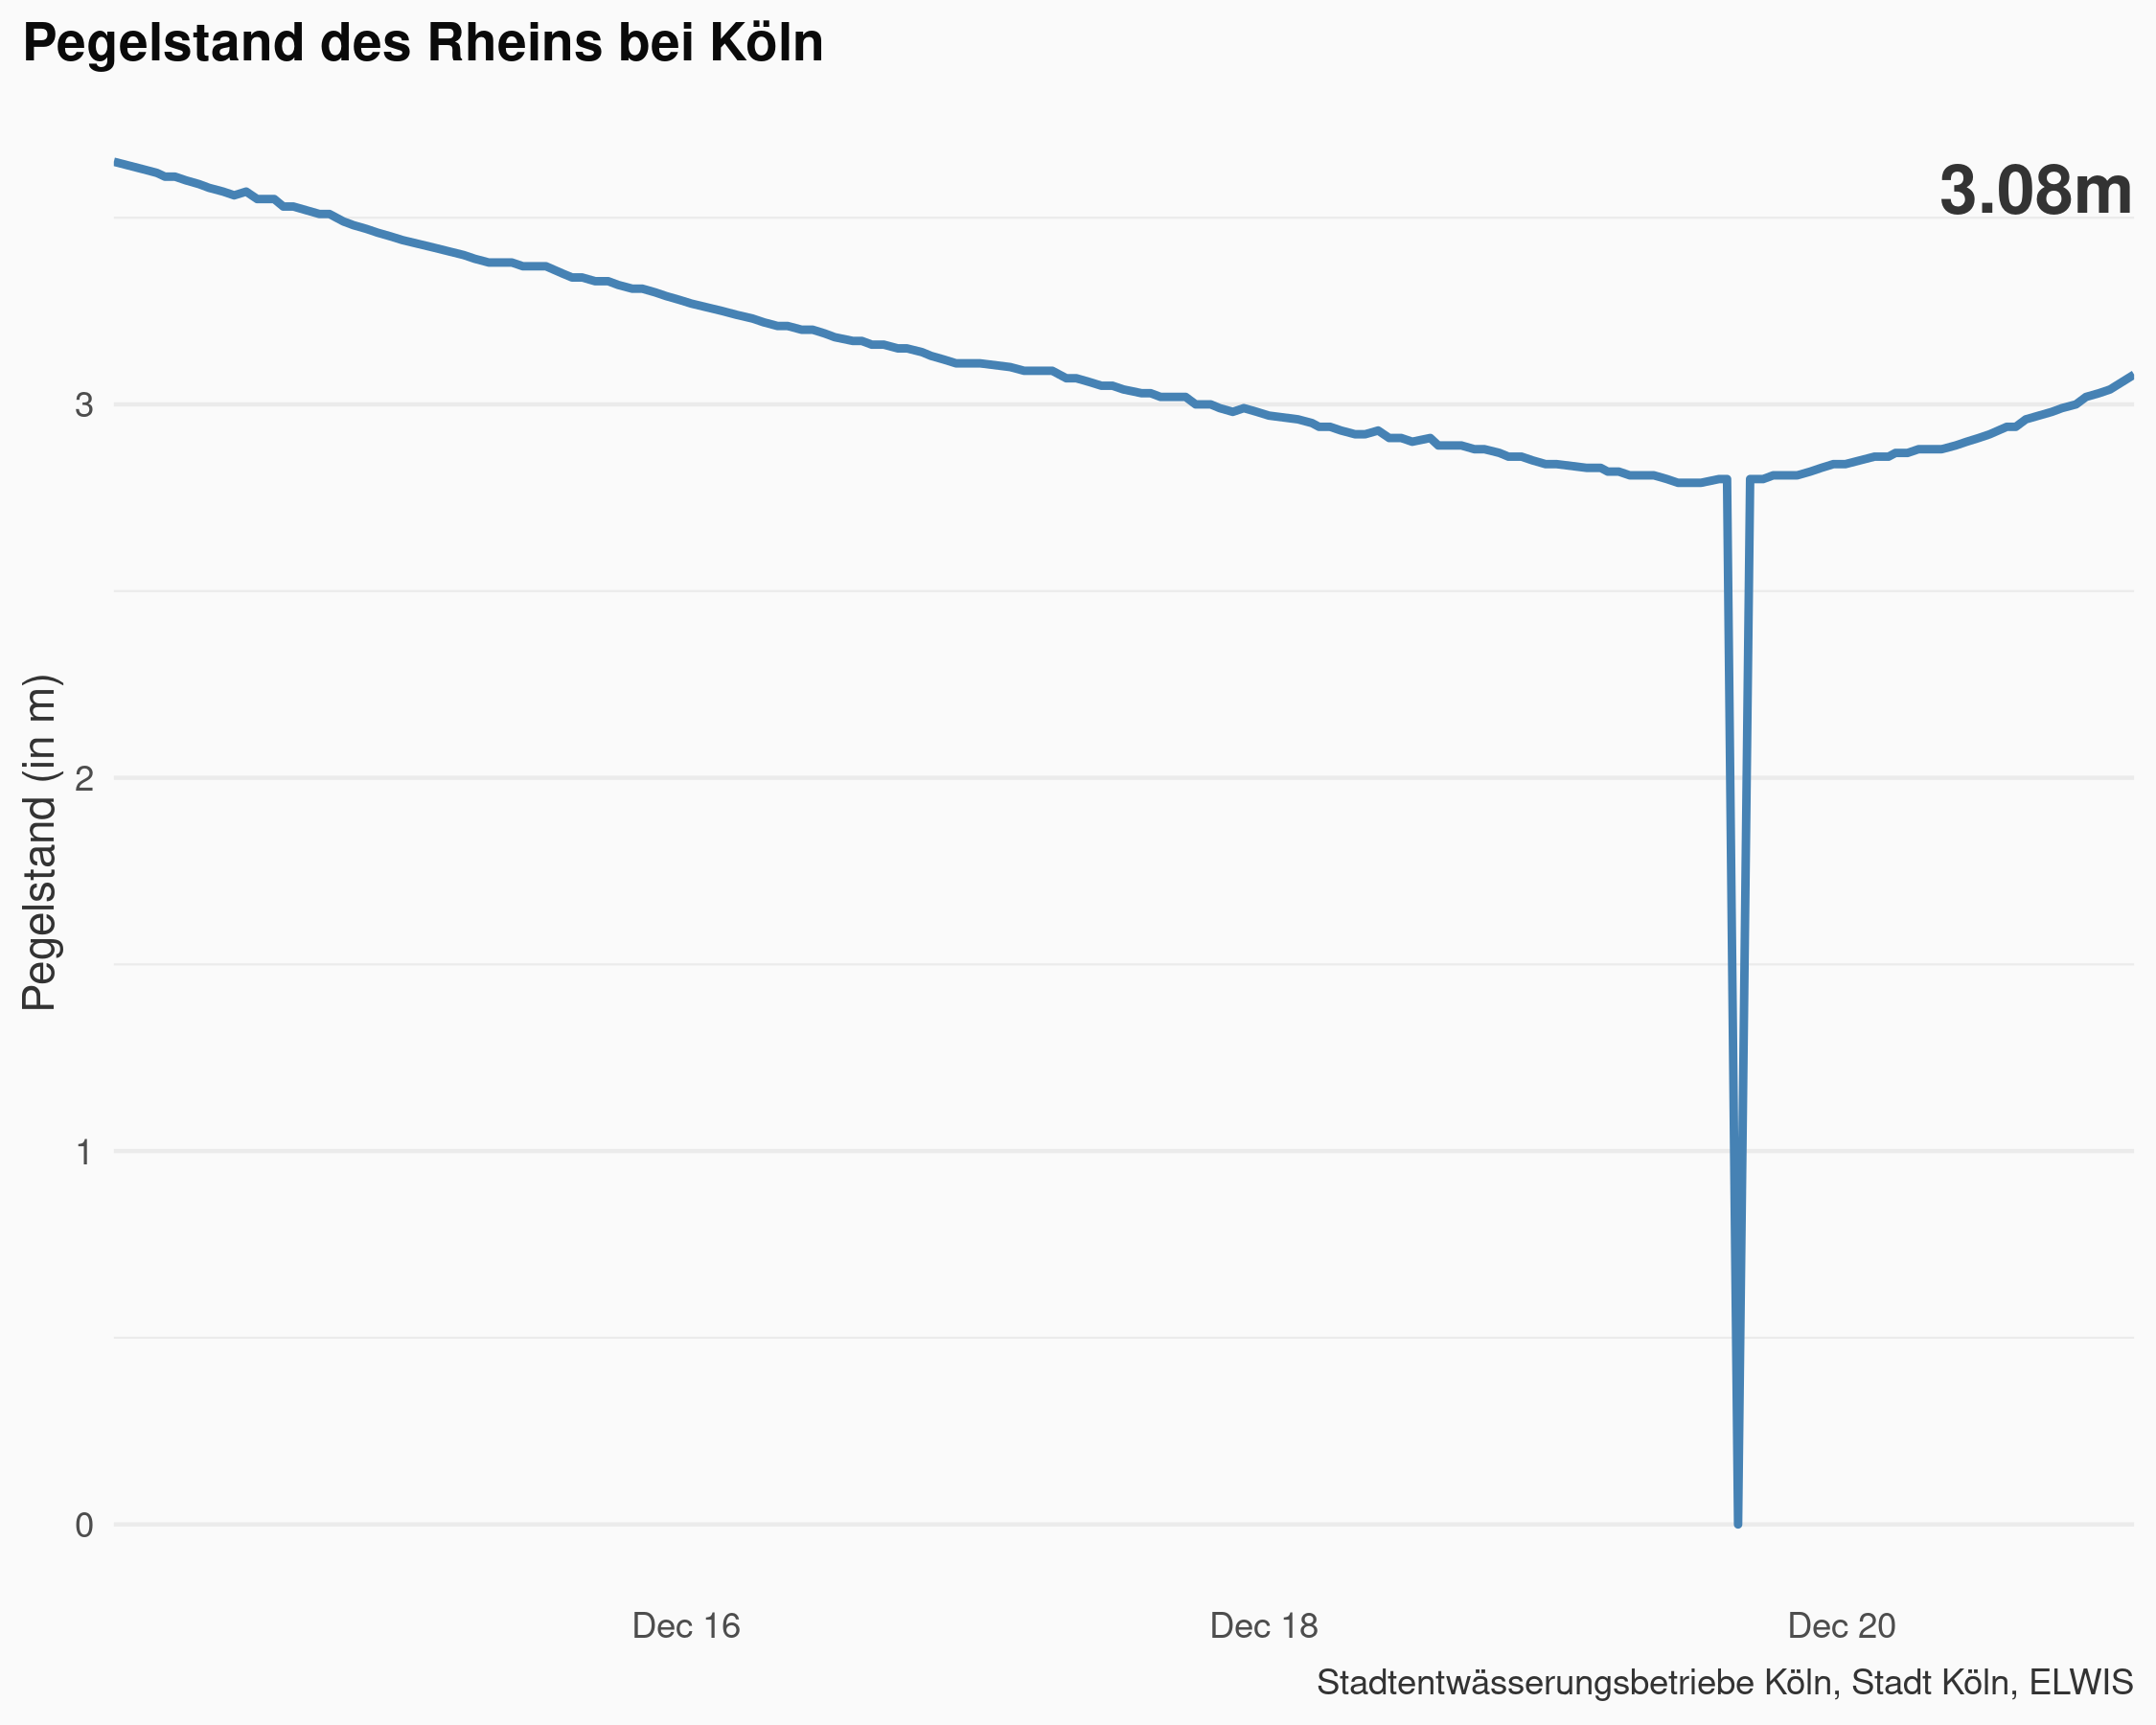 Pegelstand des Rheins bei Köln
3.08m
Pegelstand (in m)
3
2
1
0
Dec 16
Dec 18
Dec 20
Stadtentwässerungsbetriebe Köln, Stadt Köln, ELWIS